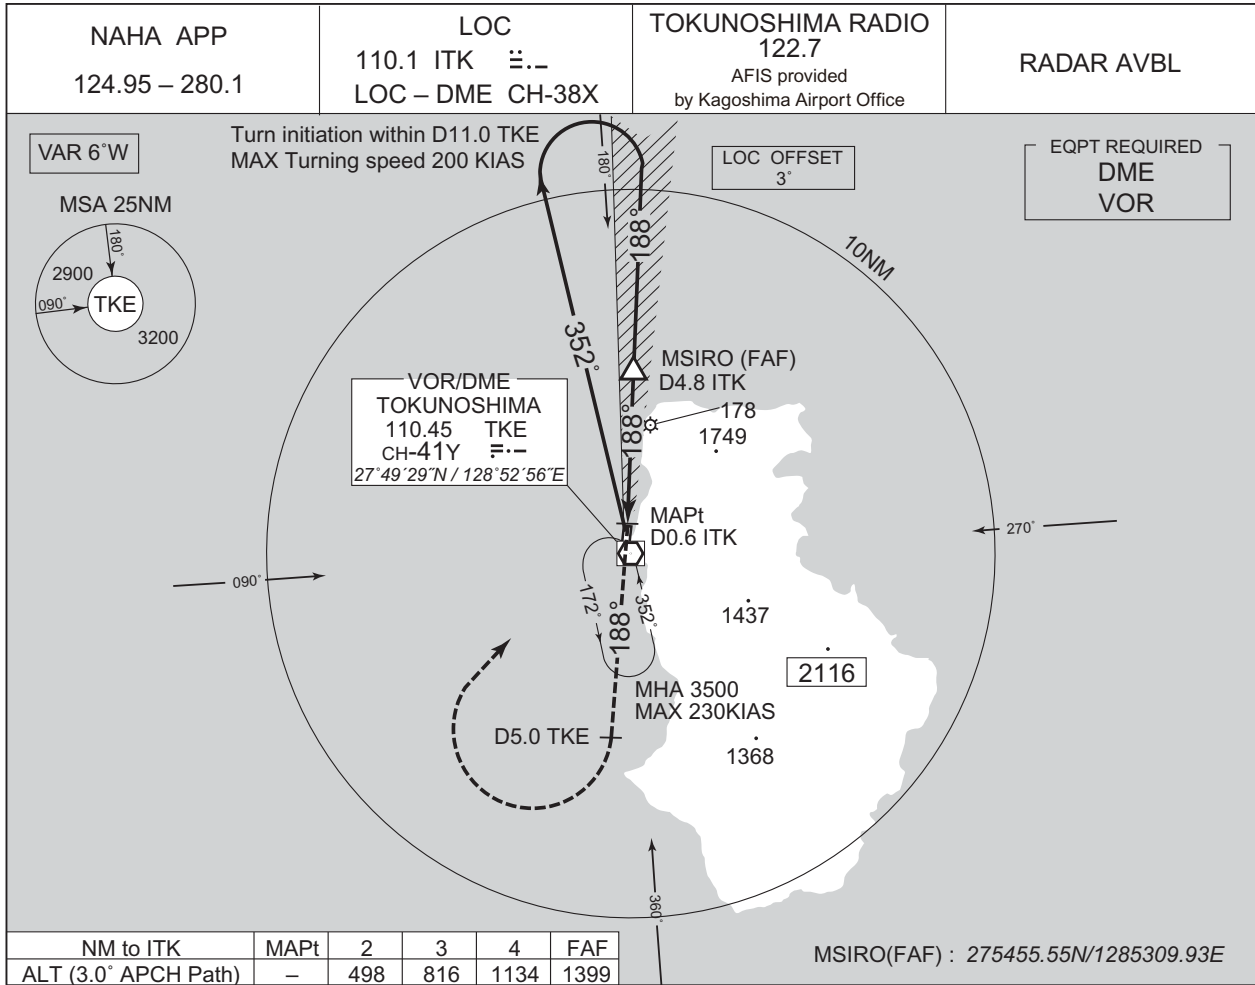 NAHA APP
124.95 – 280.1
LOC
110.1 ITK
LOC – DME CH-38X
TOKUNOSHIMA RADIO
122.7
AFIS provided
by Kagoshima Airport Office
RADAR AVBL
VAR 6°W
Turn initiation within D11.0 TKE
MAX Turning speed 200 KIAS
LOC OFFSET
3°
EQPT REQUIRED
DME
VOR
MSA 25NM
180°
2900
090°
TKE
3200
180°
188°
10NM
352°
MSIRO (FAF)
D4.8 ITK
178
1749
188°
VOR/DME
TOKUNOSHIMA
110.45 TKE
CH-41Y
27°49´29˝N / 128°52´56˝E
MAPt
D0.6 ITK
270°
090°
172°
188°
352°
1437
2116
MHA 3500
MAX 230KIAS
D5.0 TKE
1368
360°
NM to ITK MAPt 2 3 4 FAF
ALT (3.0° APCH Path) – 498 816 1134 1399
MSIRO(FAF) : 275455.55N/1285309.93E